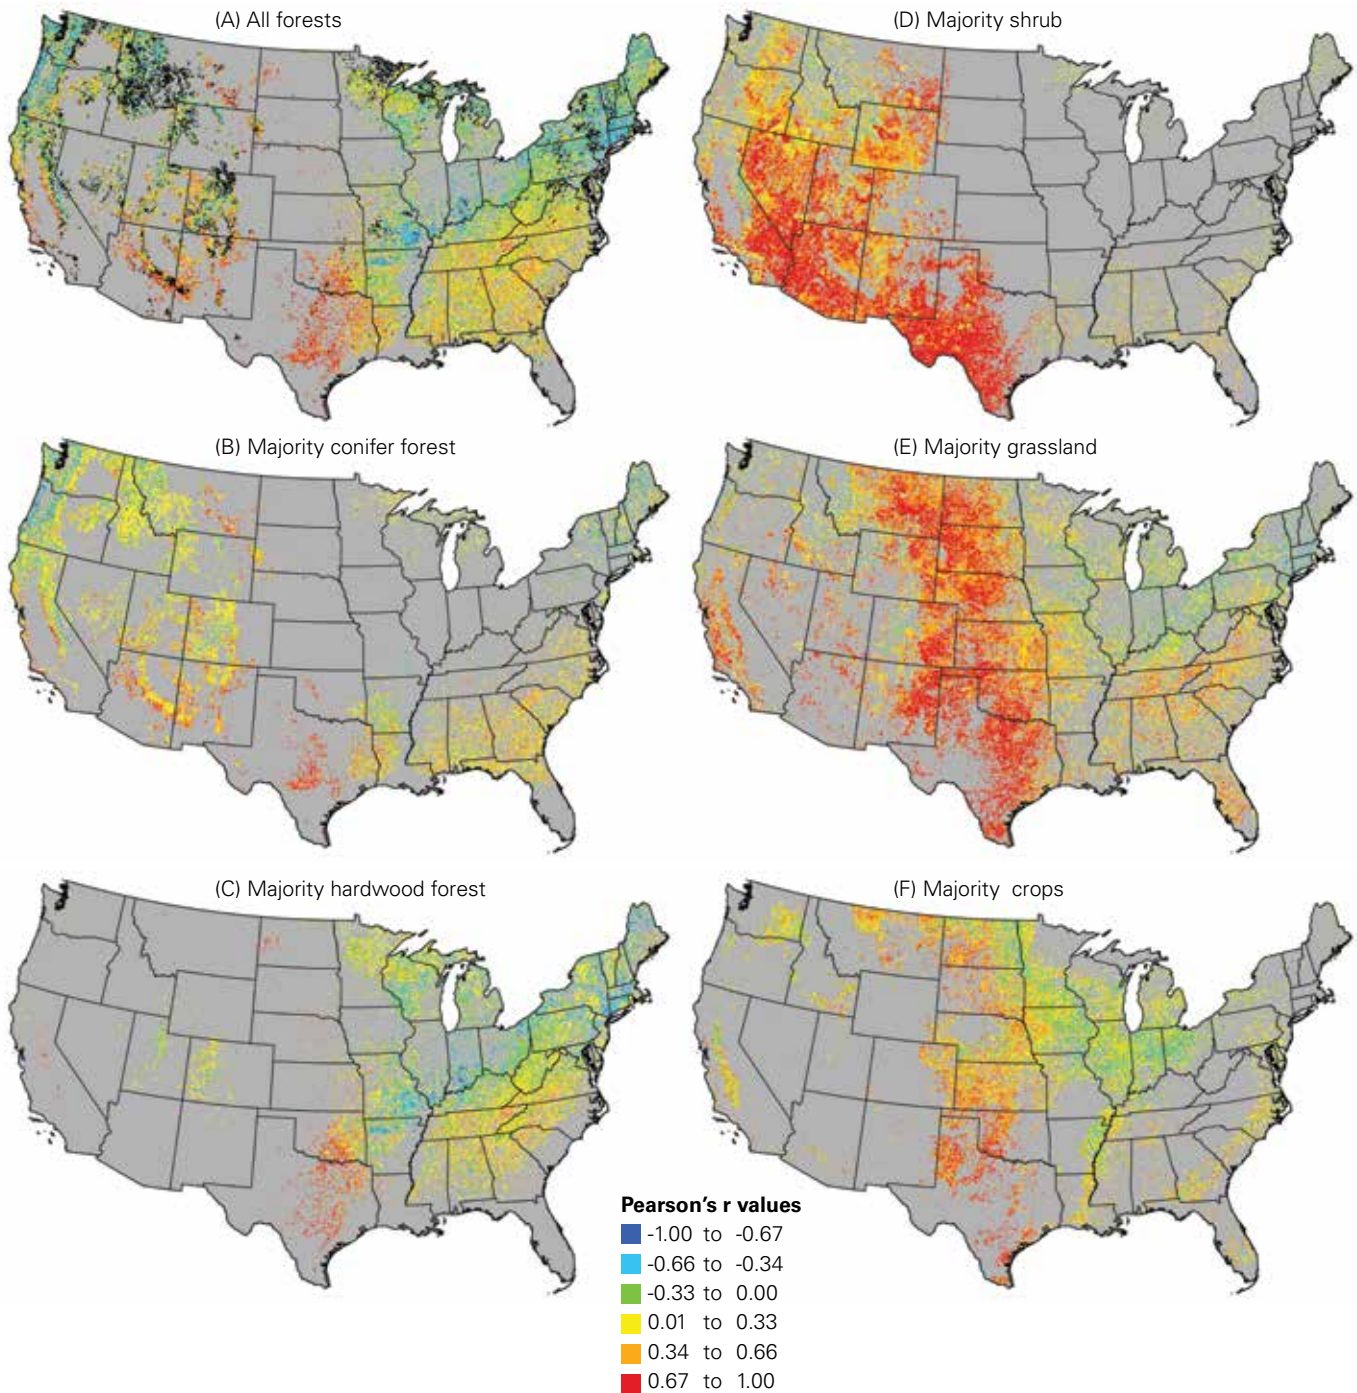 (A) All forests
(D) Majority shrub
(B) Majority conifer forest
(E) Majority grassland
(C) Majority hardwood forest
(F) Majority crops
Pearson's r values
-1.00 to -0.67
-0.66 to -0.34
-0.33 to 0.00
0.01 to 0.33
0.34 to 0.66
0.67 to 1.00